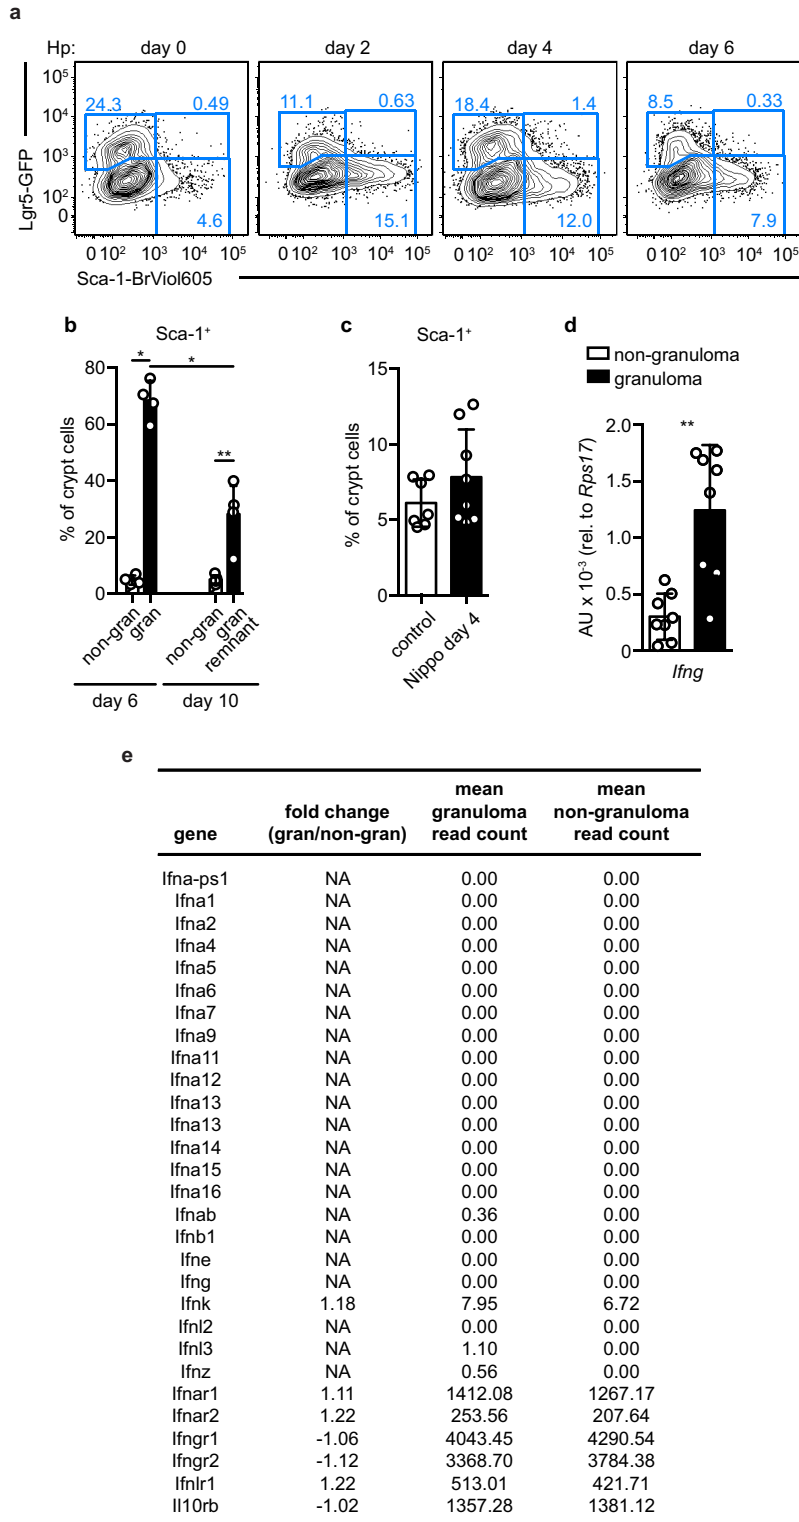 a
Hp: day 0 day 2 day 4 day 6
24.3 0.49 4.6
11.1 0.63 15.1
18.4 1.4 12.0
8.5 0.33 7.9
10⁵
10⁴
10³
10²
0
Lgr5-GFP
0 10² 10³ 10⁴ 10⁵ 0 10² 10³ 10⁴ 10⁵ 0 10² 10³ 10⁴ 10⁵ 0 10² 10³ 10⁴ 10⁵
Sca-1-BrViol605
b
Sca-1⁺
% of crypt cells
80
60
40
20
0
* * **
non-gran gran non-gran gran remnant
day 6 day 10
c
Sca-1⁺
% of crypt cells
15
10
5
0
control Nippo day 4
d
non-granuloma
granuloma
AU x 10⁻³ (rel. to Rps17)
2.0
1.5
1.0
0.5
0
**
Ifng
e
gene fold change (gran/non-gran) mean granuloma read count mean non-granuloma read count
Ifna-ps1 NA 0.00 0.00
Ifna1 NA 0.00 0.00
Ifna2 NA 0.00 0.00
Ifna4 NA 0.00 0.00
Ifna5 NA 0.00 0.00
Ifna6 NA 0.00 0.00
Ifna7 NA 0.00 0.00
Ifna9 NA 0.00 0.00
Ifna11 NA 0.00 0.00
Ifna12 NA 0.00 0.00
Ifna13 NA 0.00 0.00
Ifna13 NA 0.00 0.00
Ifna14 NA 0.00 0.00
Ifna15 NA 0.00 0.00
Ifna16 NA 0.00 0.00
Ifnab NA 0.36 0.00
Ifnb1 NA 0.00 0.00
Ifne NA 0.00 0.00
Ifng NA 0.00 0.00
Ifnk 1.18 7.95 6.72
Ifnl2 NA 0.00 0.00
Ifnl3 NA 1.10 0.00
Ifnz NA 0.56 0.00
Ifnar1 1.11 1412.08 1267.17
Ifnar2 1.22 253.56 207.64
Ifngr1 -1.06 4043.45 4290.54
Ifngr2 -1.12 3368.70 3784.38
Ifnlr1 1.22 513.01 421.71
Il10rb -1.02 1357.28 1381.12